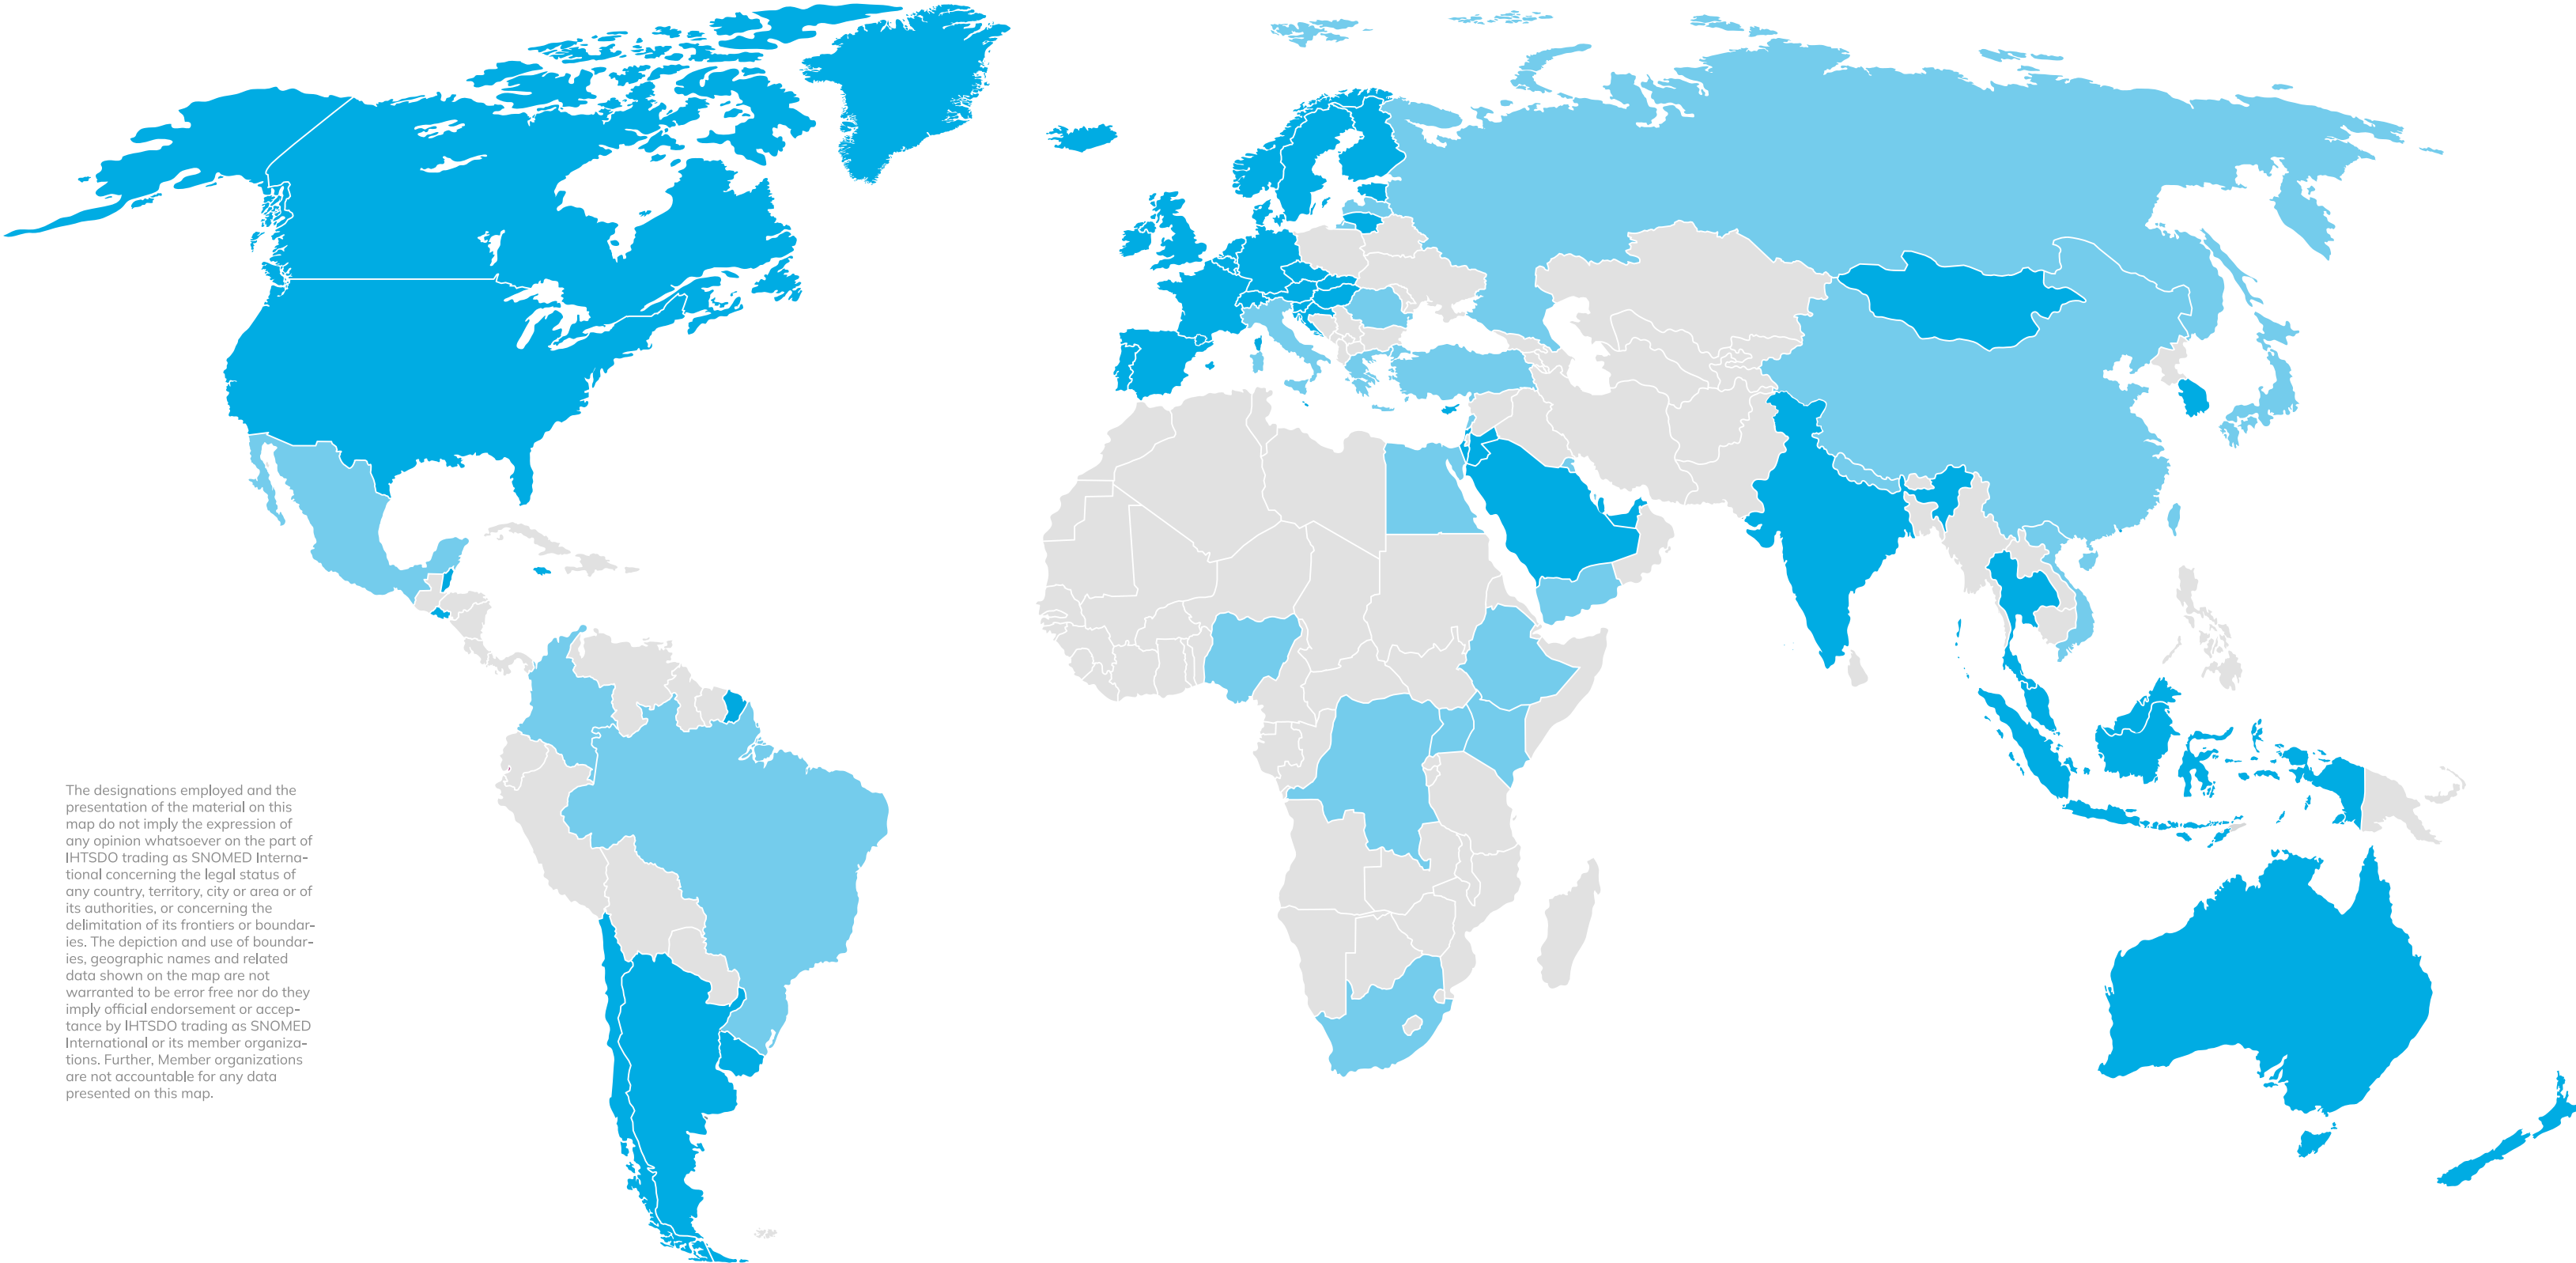 The designations employed and the
presentation of the material on this
map do not imply the expression of
any opinion whatsoever on the part of
IHTSDO trading as SNOMED Interna-
tional concerning the legal status of
any country, territory, city or area or of
its authorities, or concerning the
delimitation of its frontiers or boundar-
ies. The depiction and use of boundar-
ies, geographic names and related
data shown on the map are not
warranted to be error free nor do they
imply official endorsement or accep-
tance by IHTSDO trading as SNOMED
International or its member organiza-
tions. Further, Member organizations
are not accountable for any data
presented on this map.